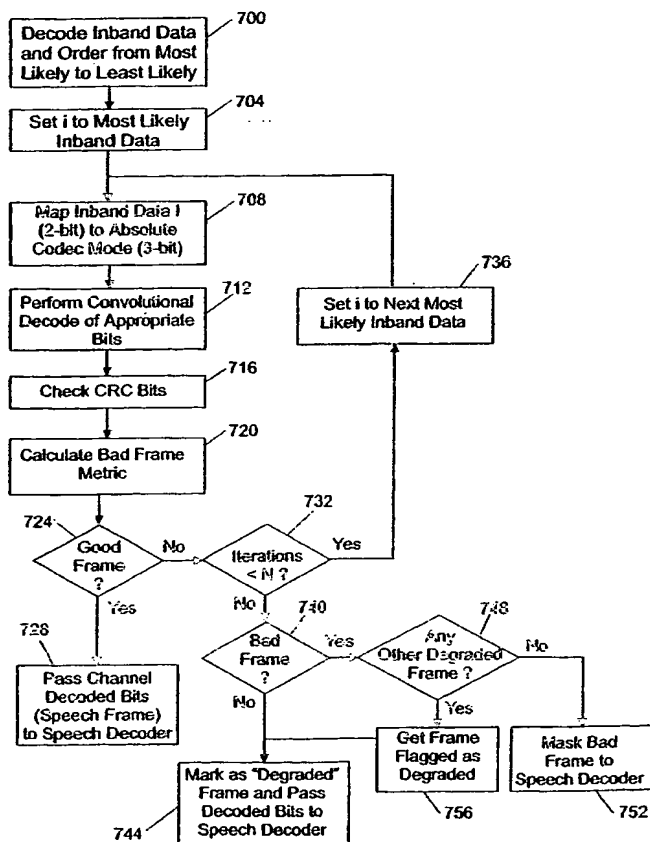 700
Decode Inband Data
and Order from Most
Likely to Least Likely
704
Set i to Most Likely
Inband Data
708
Map Inband Data I
(2-bit) to Absolute
Codec Mode (3-bit)
736
Set i to Next Most
Likely Inband Data
712
Perform Convolutional
Decode of Appropriate
Bits
716
Check CRC Bits
720
Calculate Bad Frame
Metric
724
Good
Frame
?
No
Yes
732
Iterations
< N ?
Yes
No
728
Pass Channel
Decoded Bits
(Speech Frame)
to Speech Decoder
740
Bad
Frame
?
Yes
No
748
Any
Other Degraded
Frame ?
No
Yes
Mark as "Degraded"
Frame and Pass
Decoded Bits to
Speech Decoder
744
Get Frame
Flagged as
Degraded
756
Mask Bad
Frame to
Speech Decoder
752